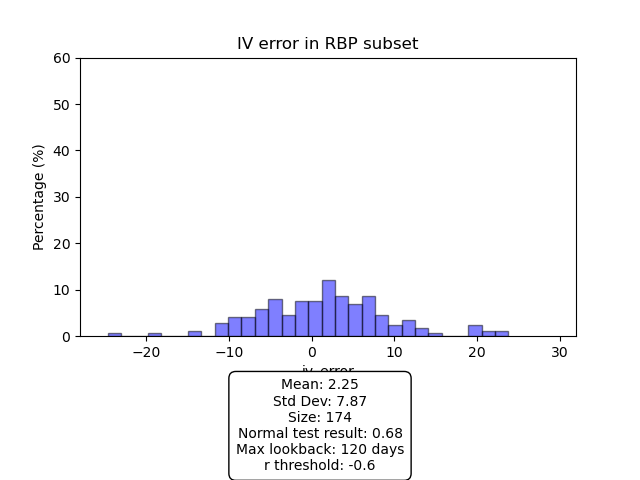 IV error in RBP subset
60
50
40
30
20
10
0
Percentage (%)
−20 −10 0 10 20 30
iv_error
Mean: 2.25
Std Dev: 7.87
Size: 174
Normal test result: 0.68
Max lookback: 120 days
r threshold: -0.6